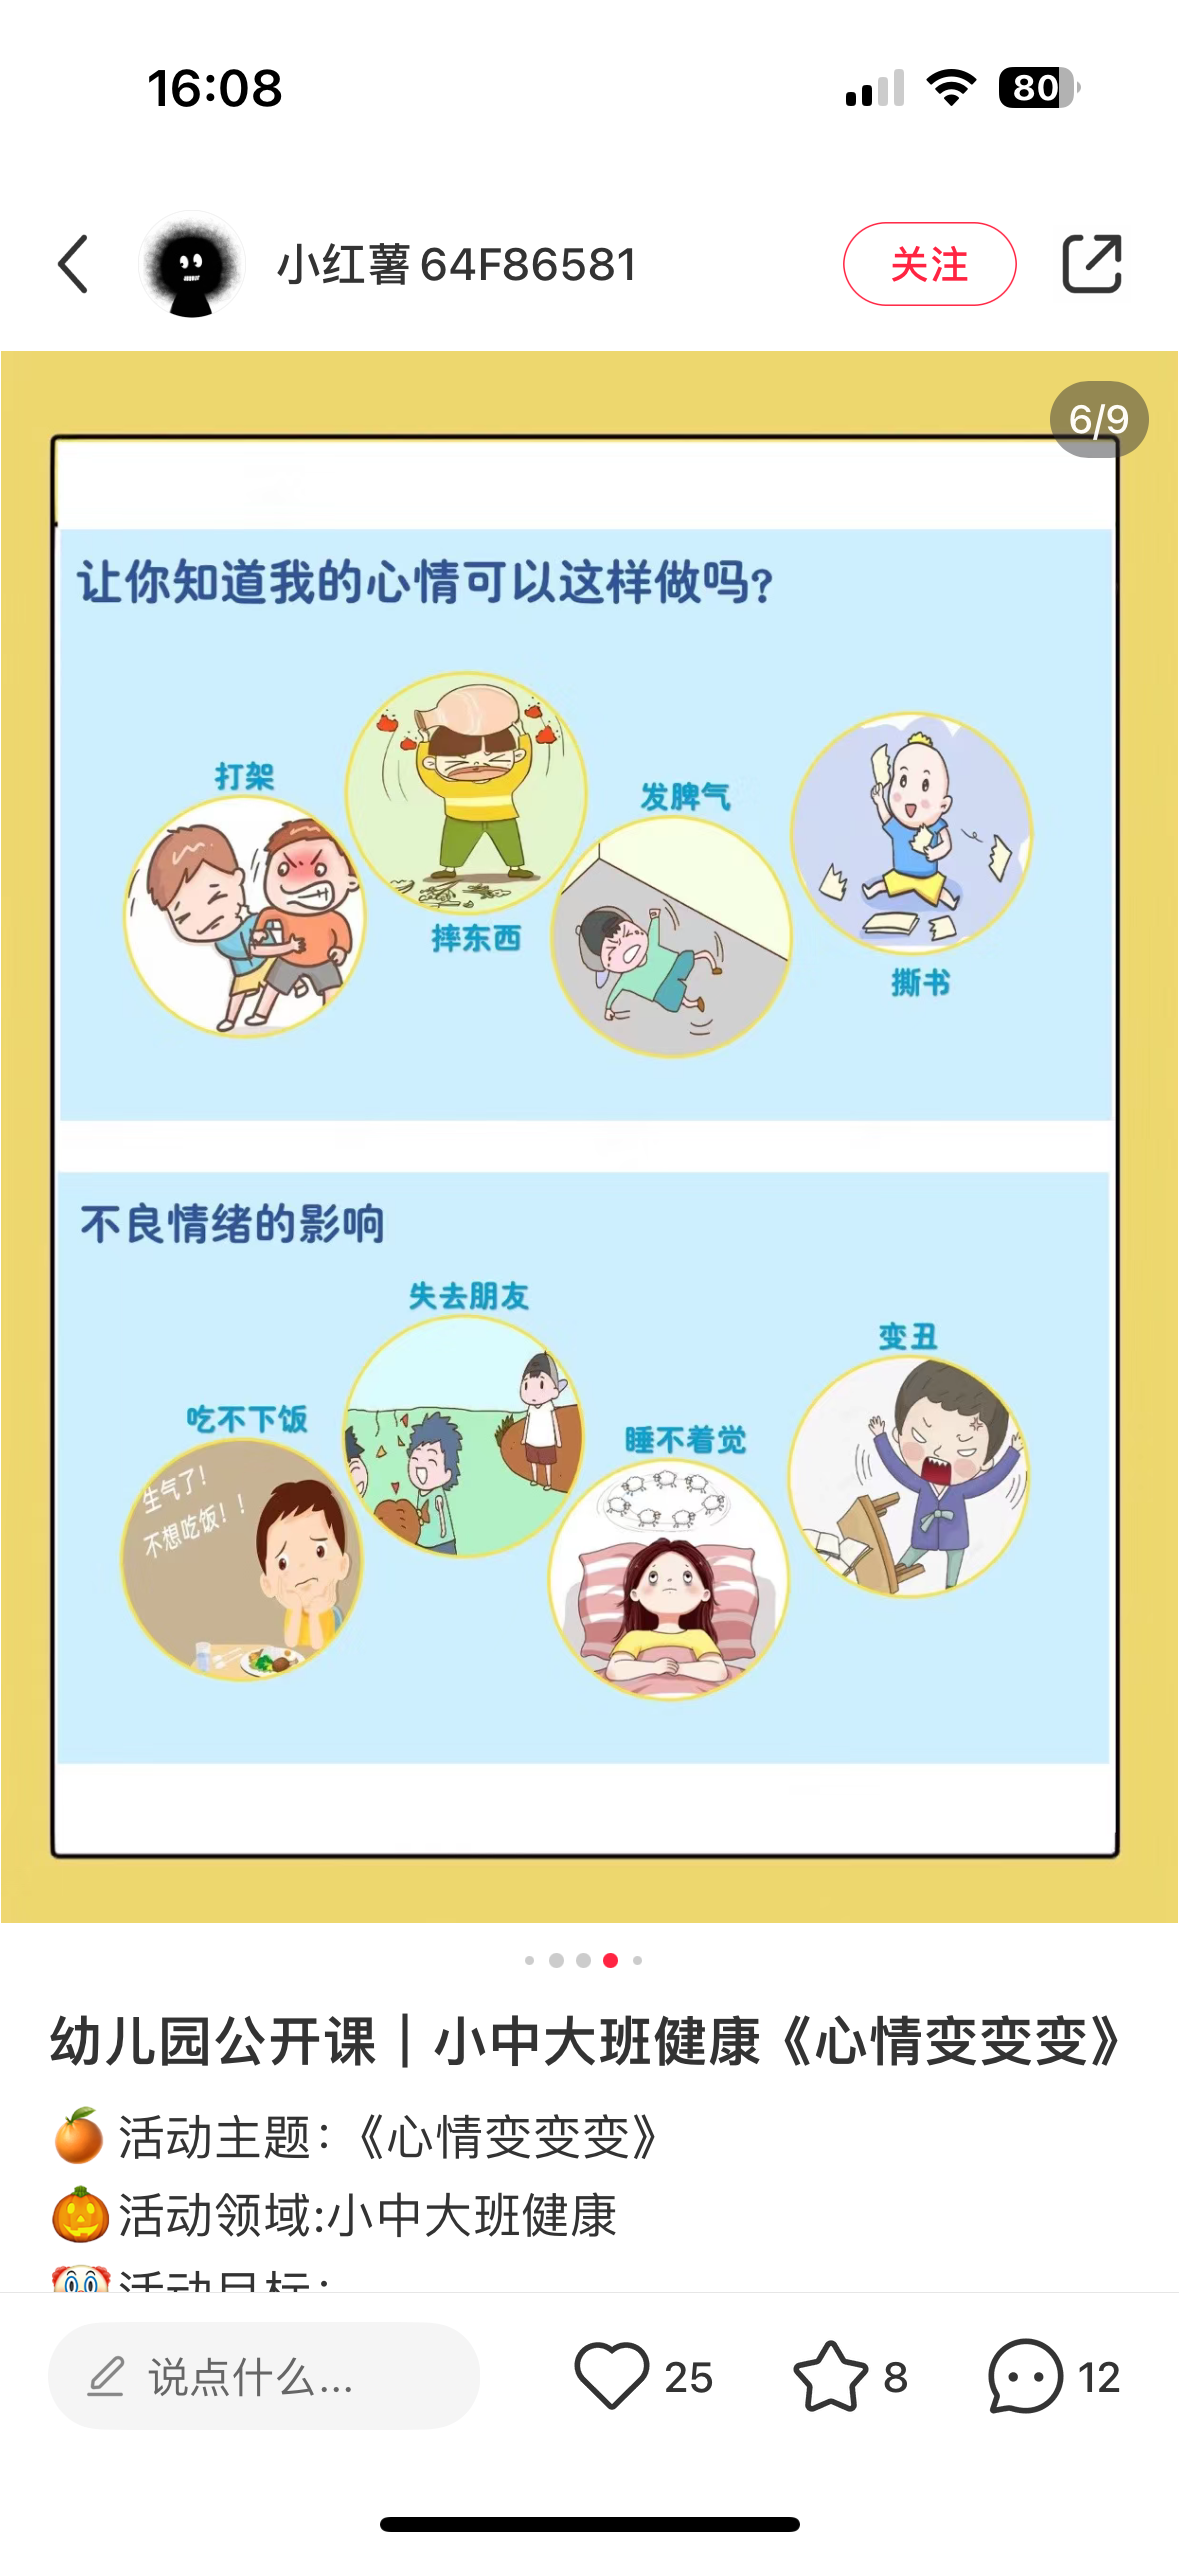 16:08
80
小红薯64F86581
关注
6/9
让你知道我的心情可以这样做吗?
打架
摔东西
发脾气
撕书
不良情绪的影响
失去朋友
变丑
吃不下饭
睡不着觉
生气了!
不想吃饭!!
幼儿园公开课｜小中大班健康《心情变变变》
🍊活动主题:《心情变变变》
🎃活动领域:小中大班健康
🤡活动目标:
说点什么...
25
8
12